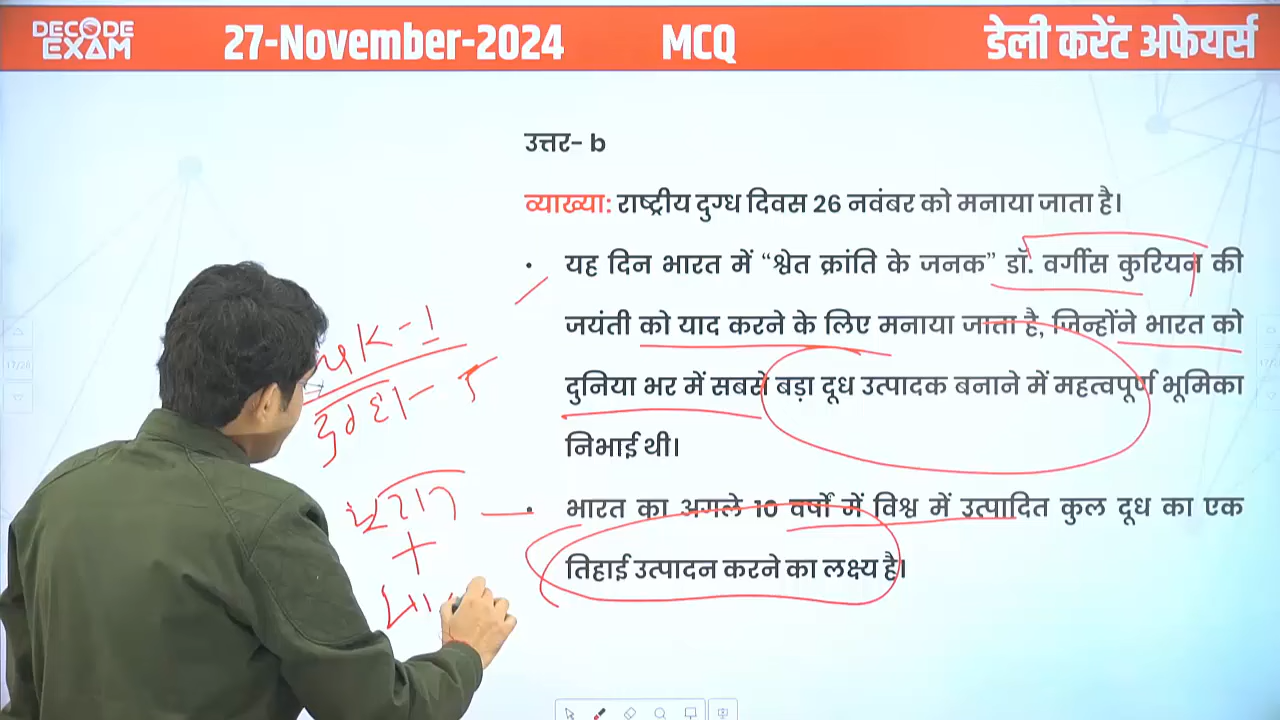 DECODE EXAM
27-November-2024 MCQ डेली करेंट अफेयर्स
उत्तर- b
व्याख्या: राष्ट्रीय दुग्ध दिवस 26 नवंबर को मनाया जाता है।
• यह दिन भारत में “श्वेत क्रांति के जनक” डॉ. वर्गीस कुरियन की
जयंती को याद करने के लिए मनाया जाता है, जिन्होंने भारत को
दुनिया भर में सबसे बड़ा दूध उत्पादक बनाने में महत्वपूर्ण भूमिका
निभाई थी।
• भारत का अगले 10 वर्षों में विश्व में उत्पादित कुल दूध का एक
तिहाई उत्पादन करने का लक्ष्य है।
17/26